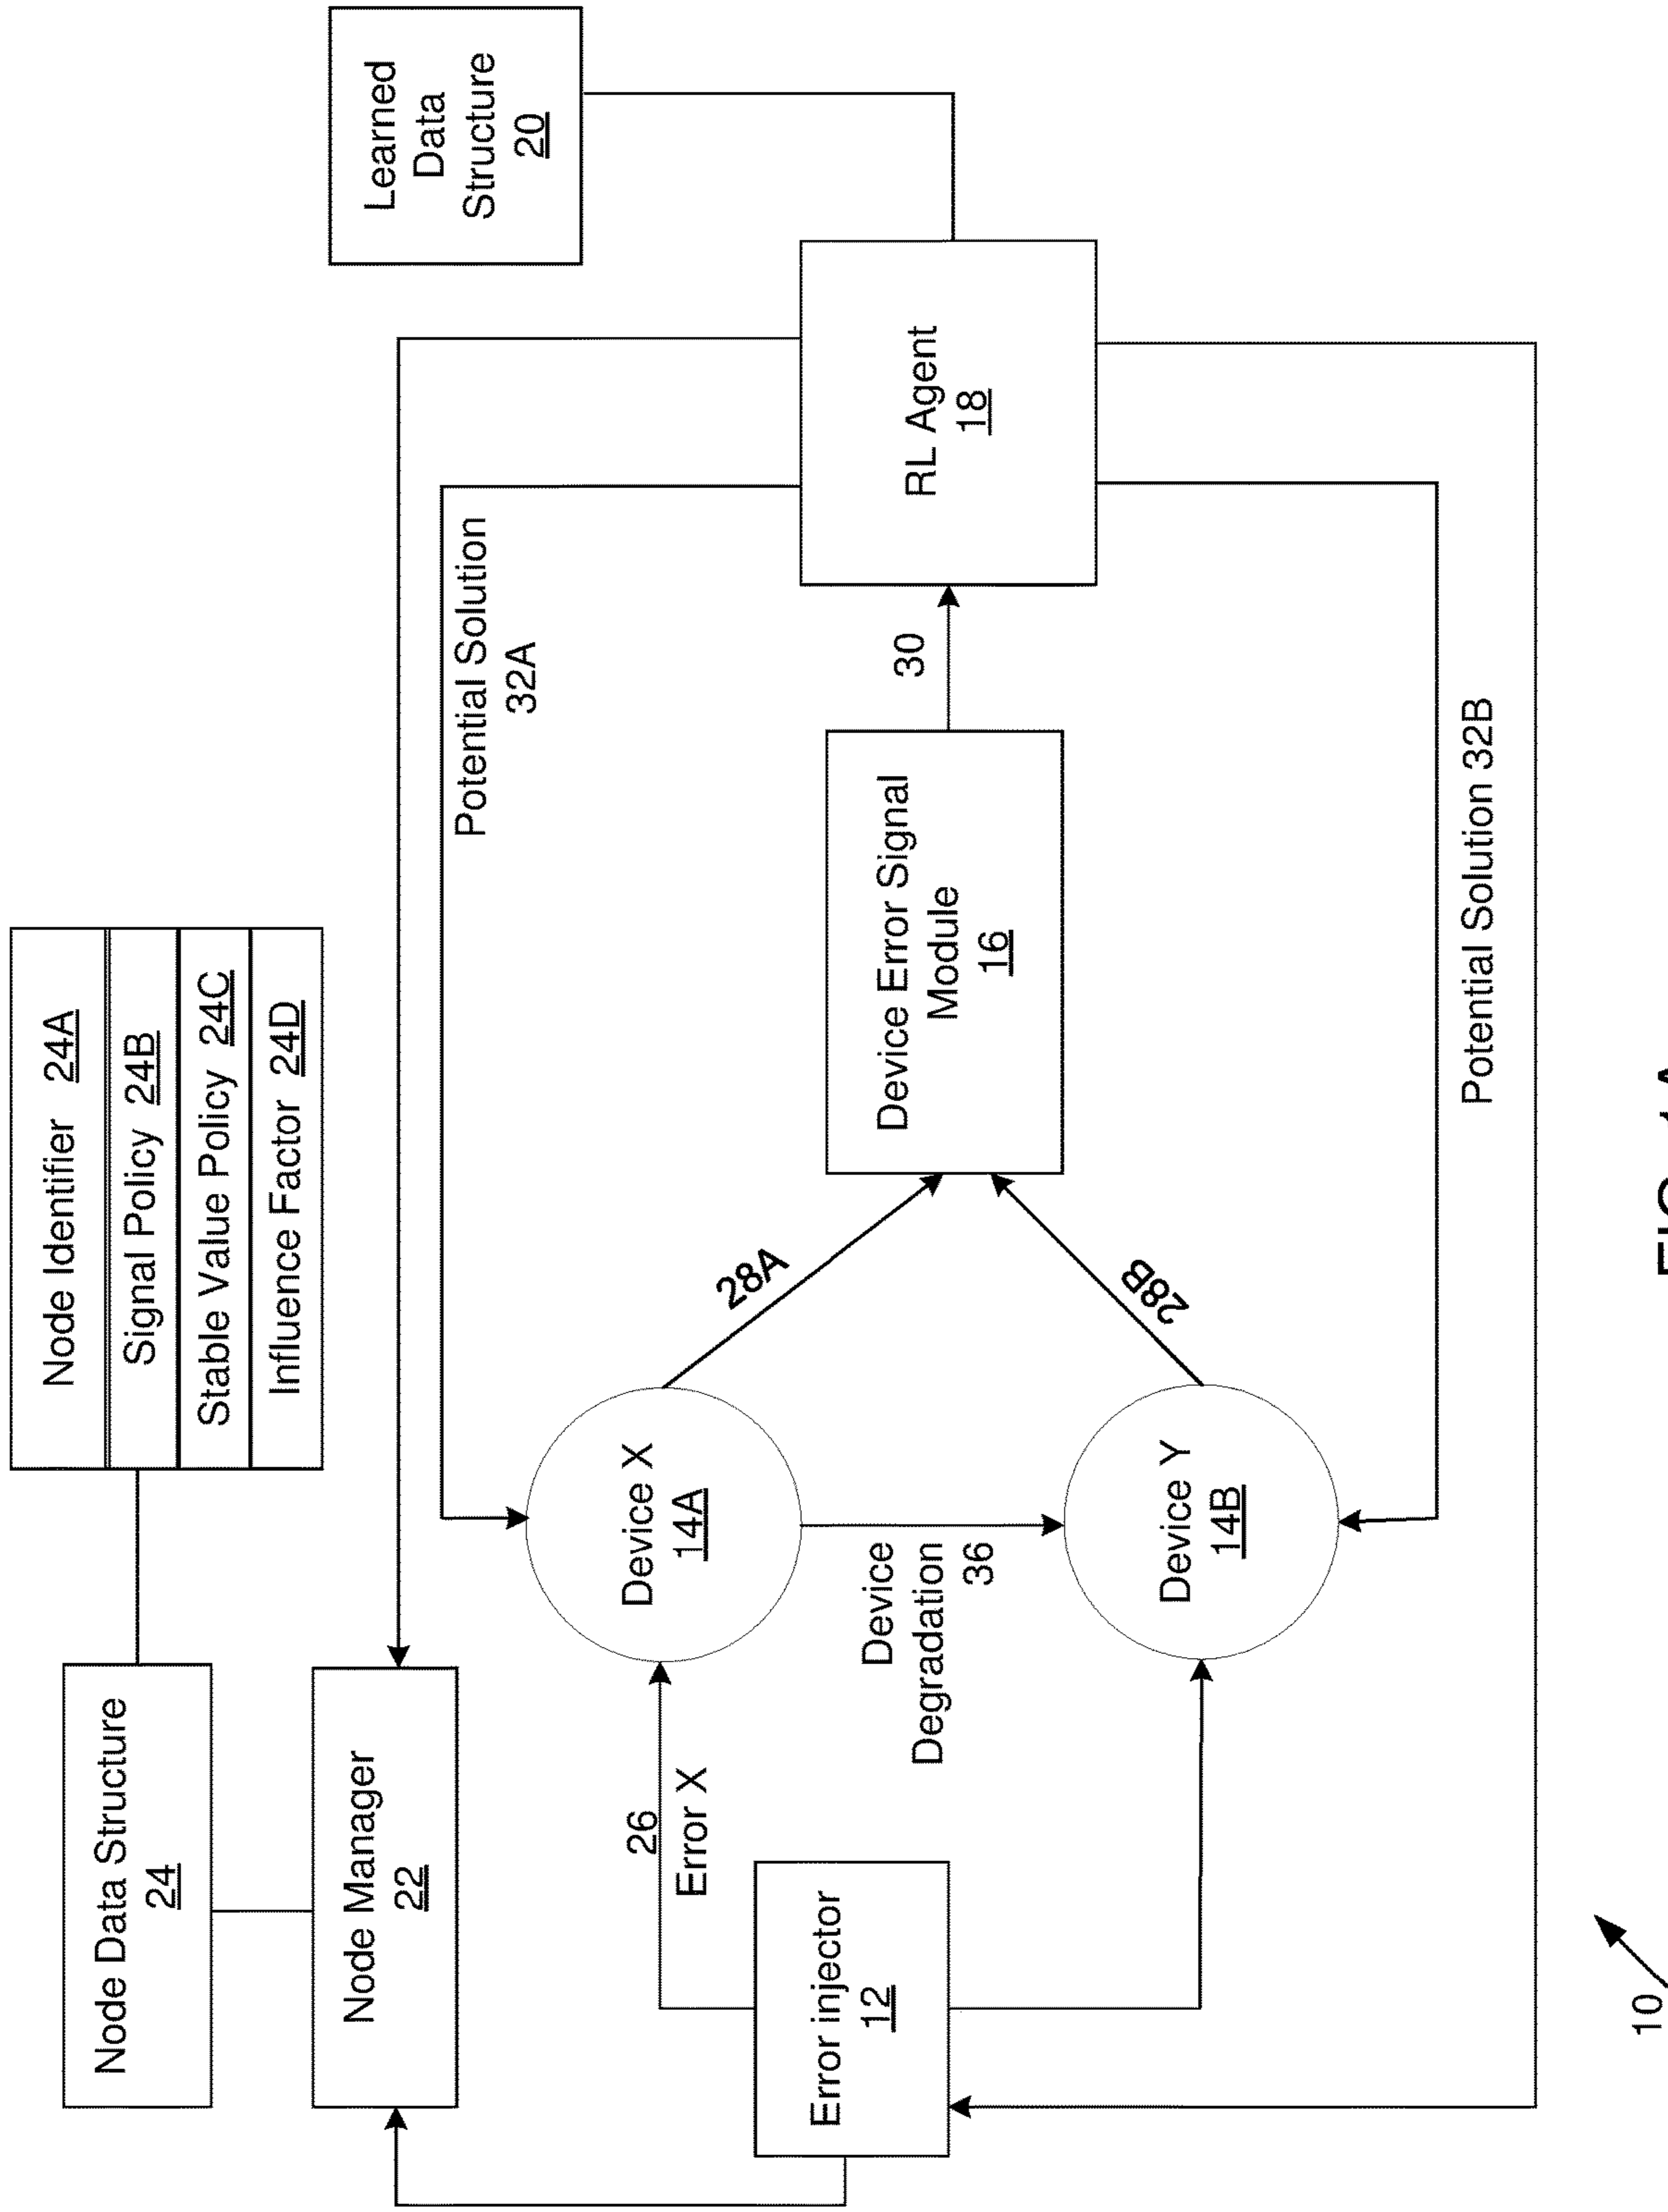 Node Data Structure
24
Node Identifier 24A
Signal Policy 24B
Stable Value Policy 24C
Influence Factor 24D
Node Manager
22
Learned
Data
Structure
20
Potential Solution
32A
26
Error X
Device X
14A
28A
Error injector
12
Device
Degradation
36
Device Error Signal
Module
16
30
RL Agent
18
Device Y
14B
28B
Potential Solution 32B
10